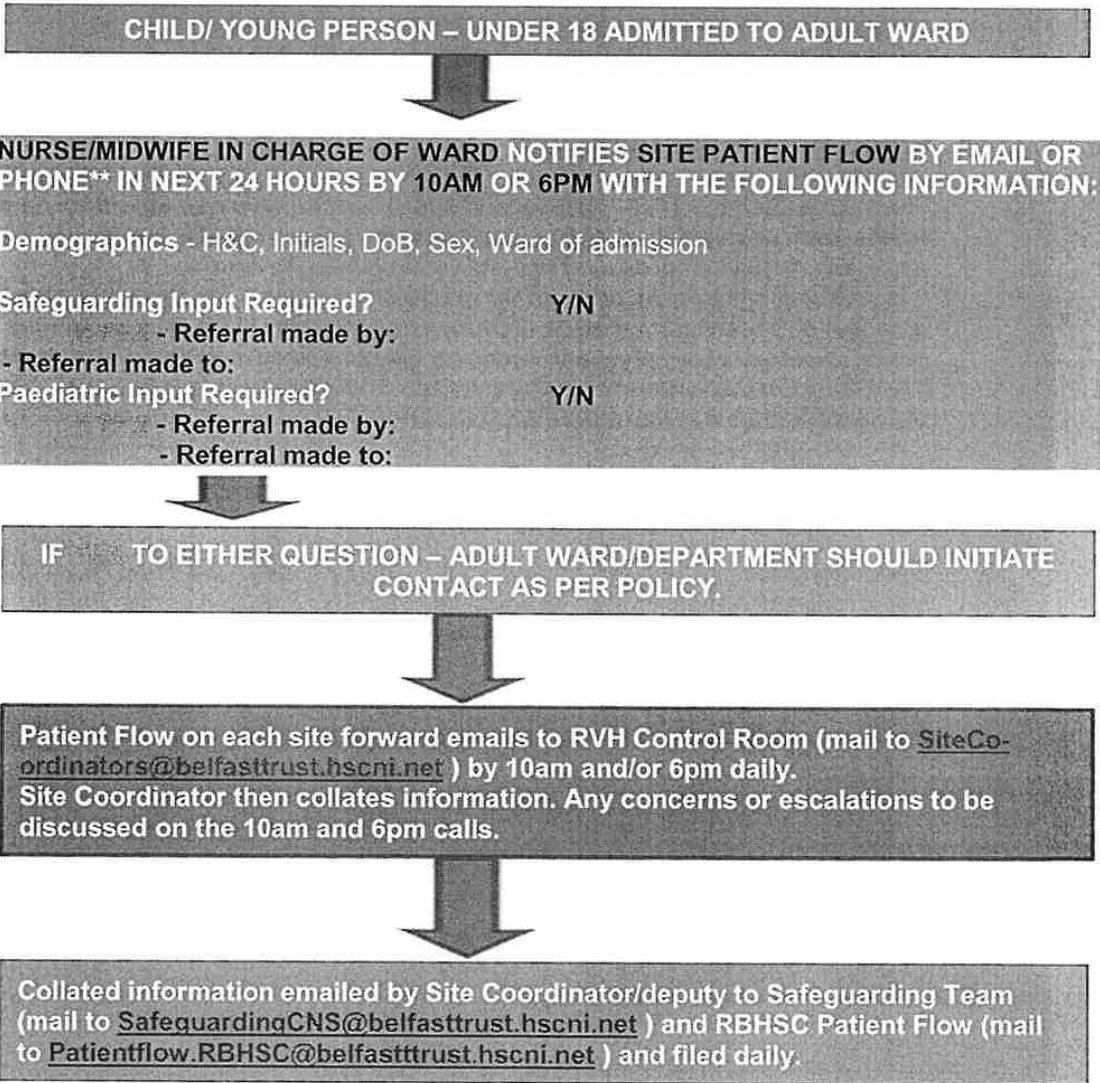 CHILD/ YOUNG PERSON – UNDER 18 ADMITTED TO ADULT WARD
NURSE/MIDWIFE IN CHARGE OF WARD NOTIFIES SITE PATIENT FLOW BY EMAIL OR
PHONE** IN NEXT 24 HOURS BY 10AM OR 6PM WITH THE FOLLOWING INFORMATION:
Demographics - H&C, Initials, DoB, Sex, Ward of admission
Safeguarding Input Required? Y/N
- Referral made by:
- Referral made to:
Paediatric Input Required? Y/N
- Referral made by:
- Referral made to:
IF TO EITHER QUESTION – ADULT WARD/DEPARTMENT SHOULD INITIATE
CONTACT AS PER POLICY.
Patient Flow on each site forward emails to RVH Control Room (mail to SiteCo-
ordinators@belfasttrust.hscni.net ) by 10am and/or 6pm daily.
Site Coordinator then collates information. Any concerns or escalations to be
discussed on the 10am and 6pm calls.
Collated information emailed by Site Coordinator/deputy to Safeguarding Team
(mail to SafeguardingCNS@belfasttrust.hscni.net ) and RBHSC Patient Flow (mail
to Patientflow.RBHSC@belfastttrust.hscni.net ) and filed daily.